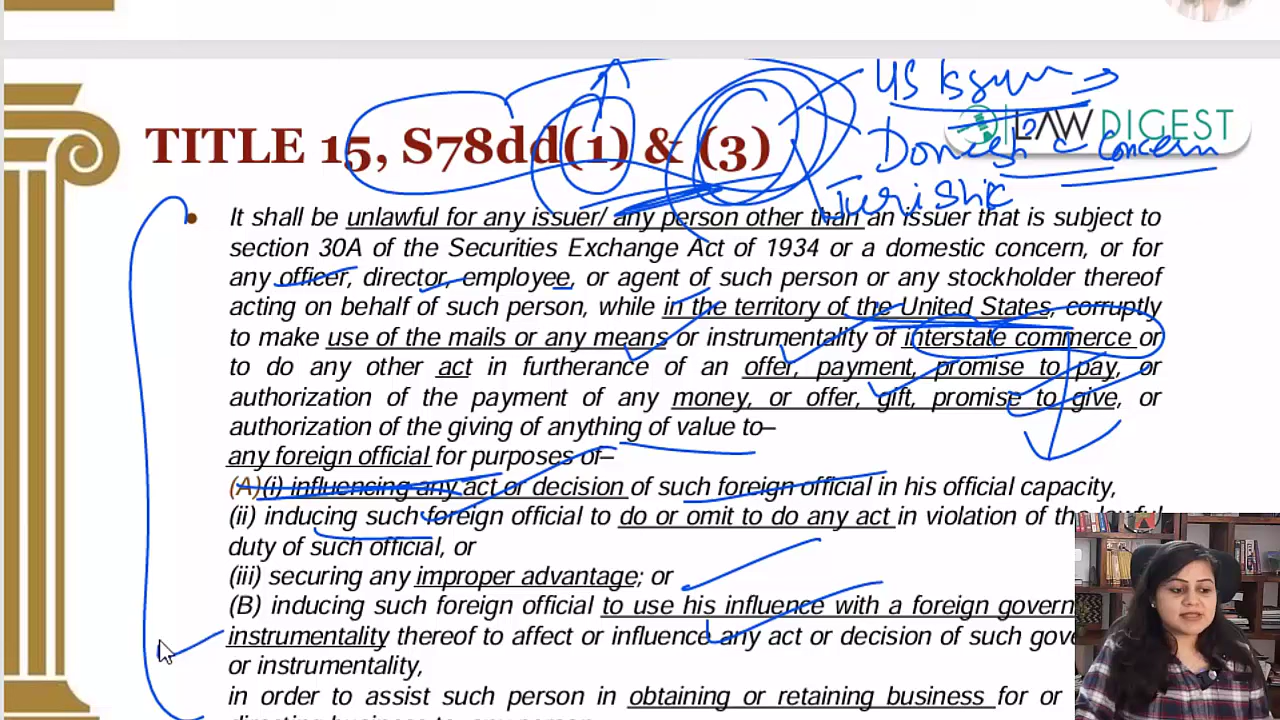 US Issuer
TITLE 15, S78dd(1) & (3)
LAWDIGEST
Domestic Concern
• It shall be unlawful for any issuer/ any person other than an issuer that is subject to
section 30A of the Securities Exchange Act of 1934 or a domestic concern, or for
any officer, director, employee, or agent of such person or any stockholder thereof
acting on behalf of such person, while in the territory of the United States, corruptly
to make use of the mails or any means or instrumentality of interstate commerce or
to do any other act in furtherance of an offer, payment, promise to pay, or
authorization of the payment of any money, or offer, gift, promise to give, or
authorization of the giving of anything of value to–
any foreign official for purposes of–
(A)(i) influencing any act or decision of such foreign official in his official capacity,
(ii) inducing such foreign official to do or omit to do any act in violation of the lawful
duty of such official, or
(iii) securing any improper advantage; or
(B) inducing such foreign official to use his influence with a foreign
instrumentality thereof to affect or influence any act or decision of such
or instrumentality,
in order to assist such person in obtaining or retaining business for or
directing business to, any person